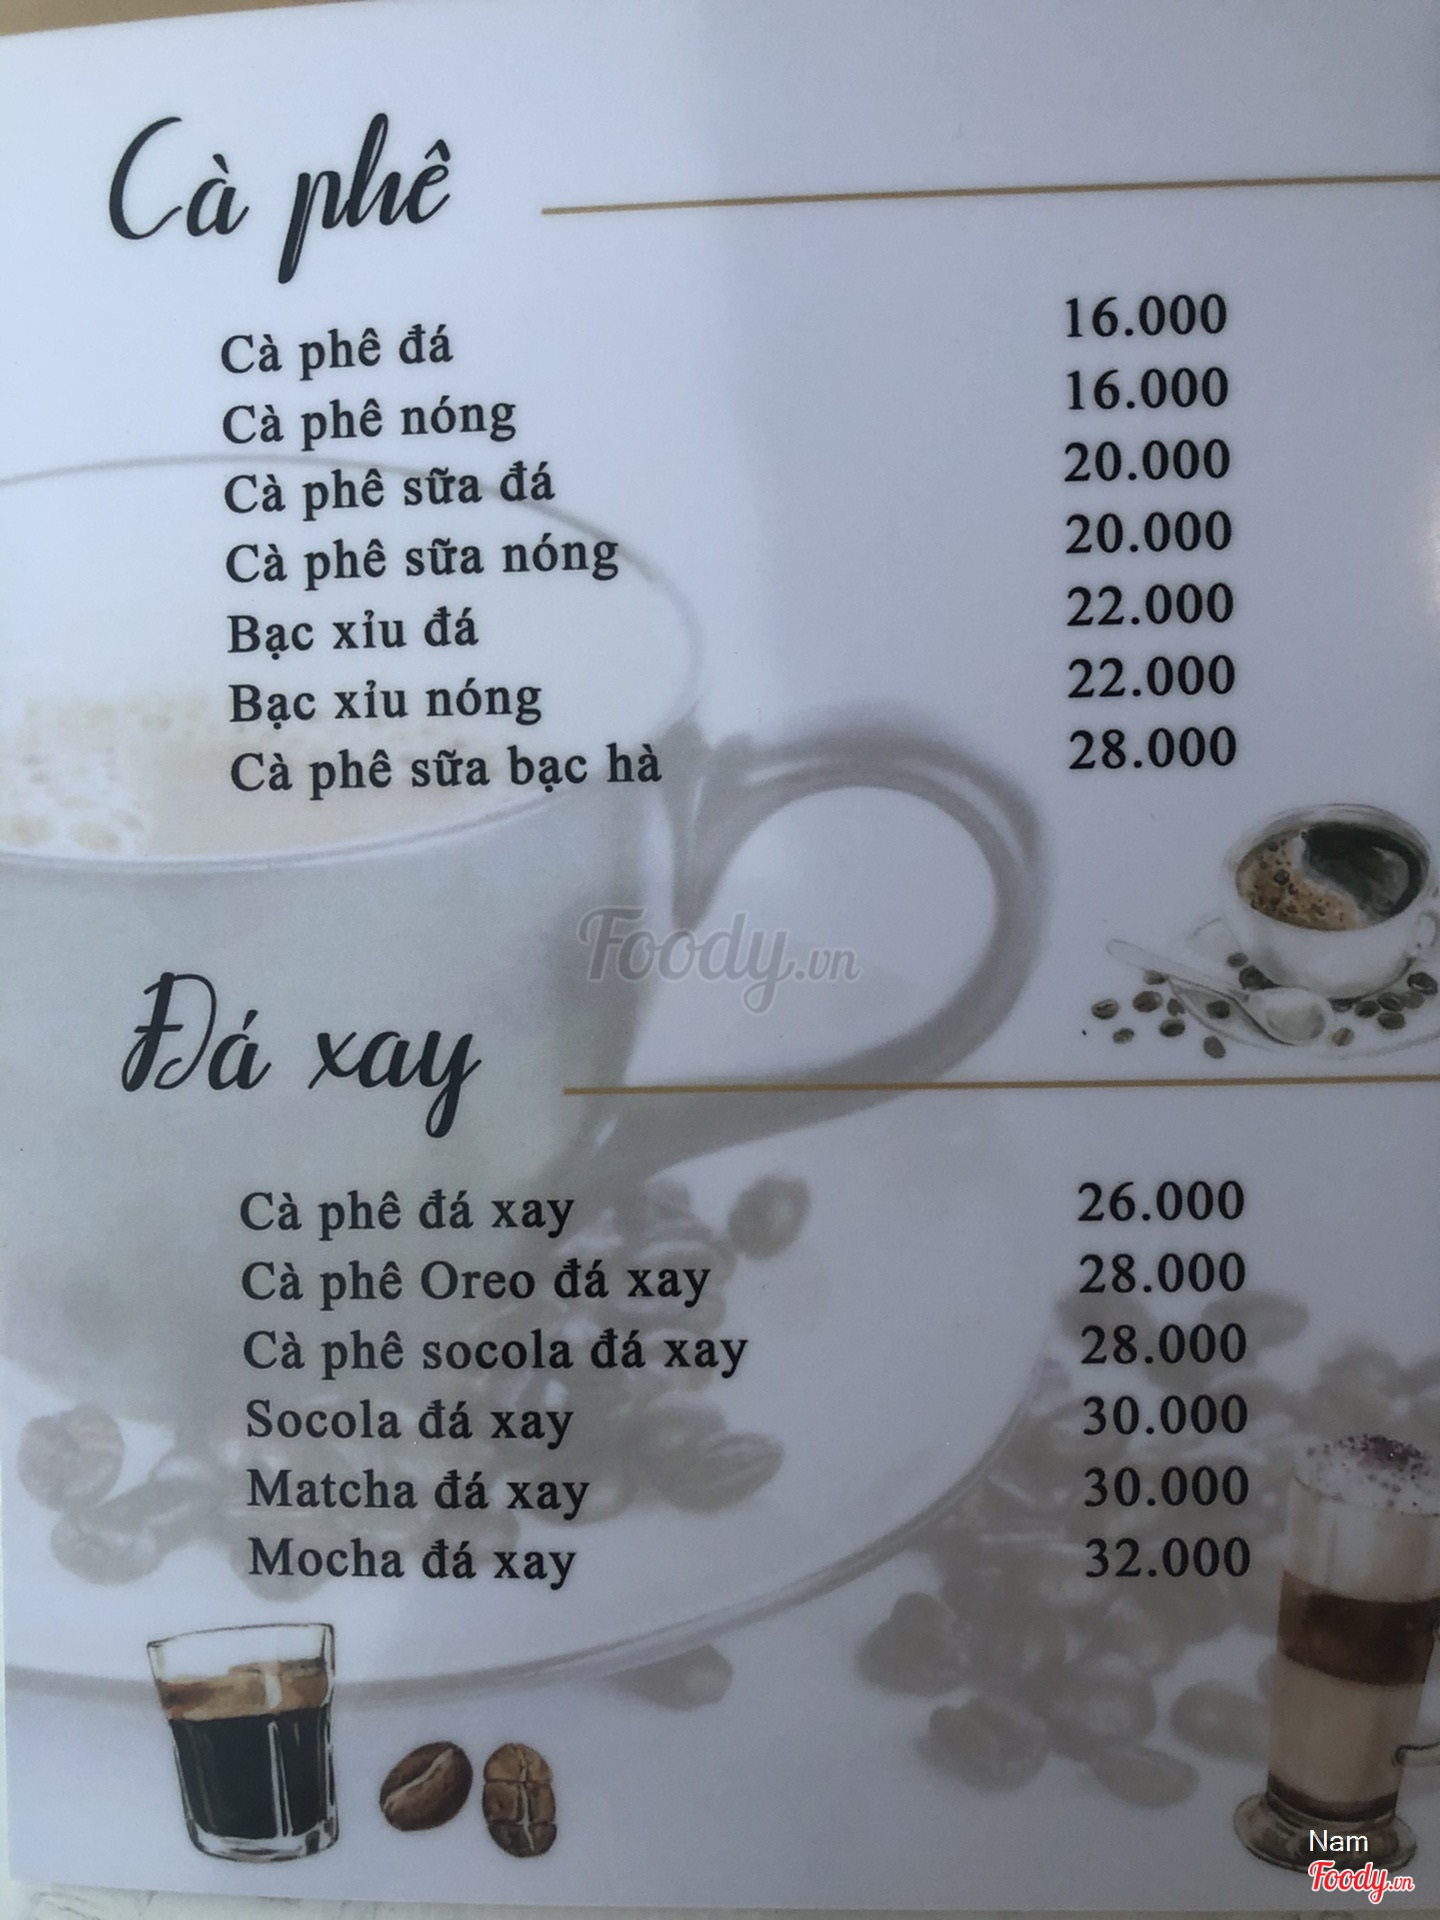 Cà phê
Cà phê đá 16.000
Cà phê nóng 16.000
Cà phê sữa đá 20.000
Cà phê sữa nóng 20.000
Bạc xỉu đá 22.000
Bạc xỉu nóng 22.000
Cà phê sữa bạc hà 28.000
Foody.vn
Đá xay
Cà phê đá xay 26.000
Cà phê Oreo đá xay 28.000
Cà phê socola đá xay 28.000
Socola đá xay 30.000
Matcha đá xay 30.000
Mocha đá xay 32.000
Nam
Foody.vn